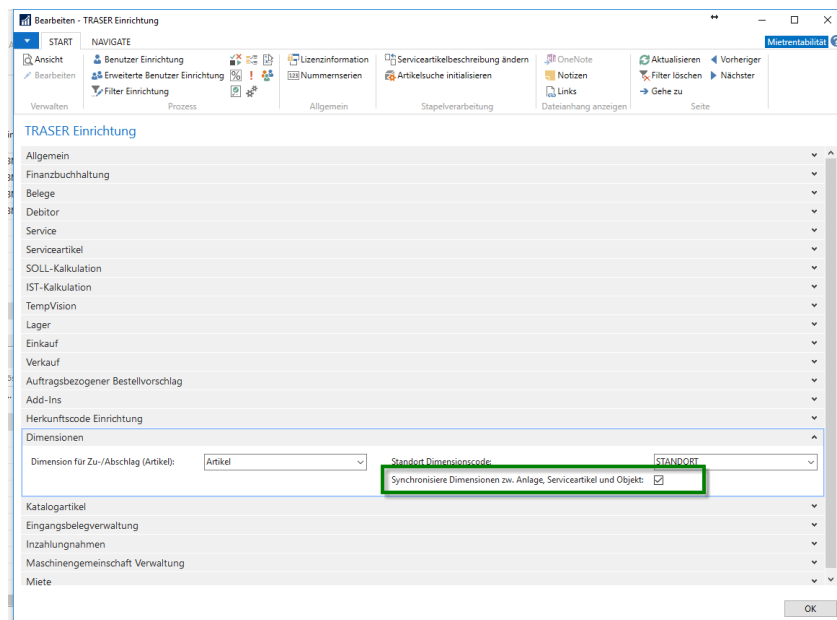 Bearbeiten - TRASER Einrichtung
START NAVIGATE Mietrentabilität
Ansicht Benutzer Einrichtung Lizenzinformation Serviceartikelbeschreibung ändern OneNote Aktualisieren Vorheriger
Bearbeiten Erweiterte Benutzer Einrichtung Nummernserien Artikelsuche initialisieren Notizen Filter löschen Nächster
Filter Einrichtung Links Gehe zu
Verwalten Prozess Allgemein Stapelverarbeitung Dateianhang anzeigen Seite
TRASER Einrichtung
Allgemein
Finanzbuchhaltung
Belege
Debitor
Service
Serviceartikel
SOLL-Kalkulation
IST-Kalkulation
TempVision
Lager
Einkauf
Verkauf
Auftragsbezogener Bestellvorschlag
Add-Ins
Herkunftscode Einrichtung
Dimensionen
Dimension für Zu-/Abschlag (Artikel): Artikel Standort Dimensionscode: STANDORT
Synchronisiere Dimensionen zw. Anlage, Serviceartikel und Objekt:
Katalogartikel
Eingangsbelegverwaltung
Inzahlungnahmen
Maschinengemeinschaft Verwaltung
Miete
OK